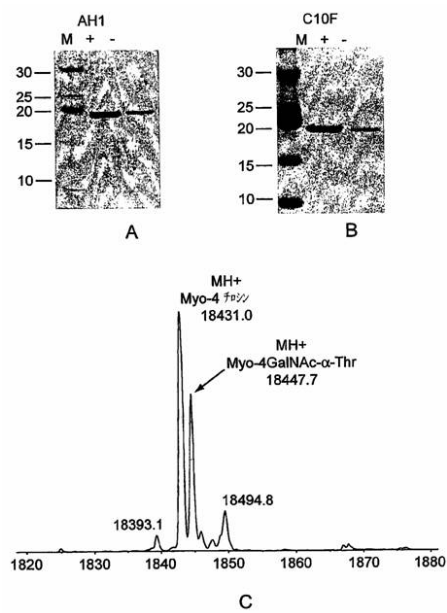 AH1
M + -
30
25
20
15
10
A
C10F
M + -
30
25
20
15
10
B
MH+
Myo-4 チロシン
18431.0
MH+
Myo-4GalNAc-α-Thr
18447.7
18393.1
18494.8
1820 1830 1840 1850 1860 1870 1880
C